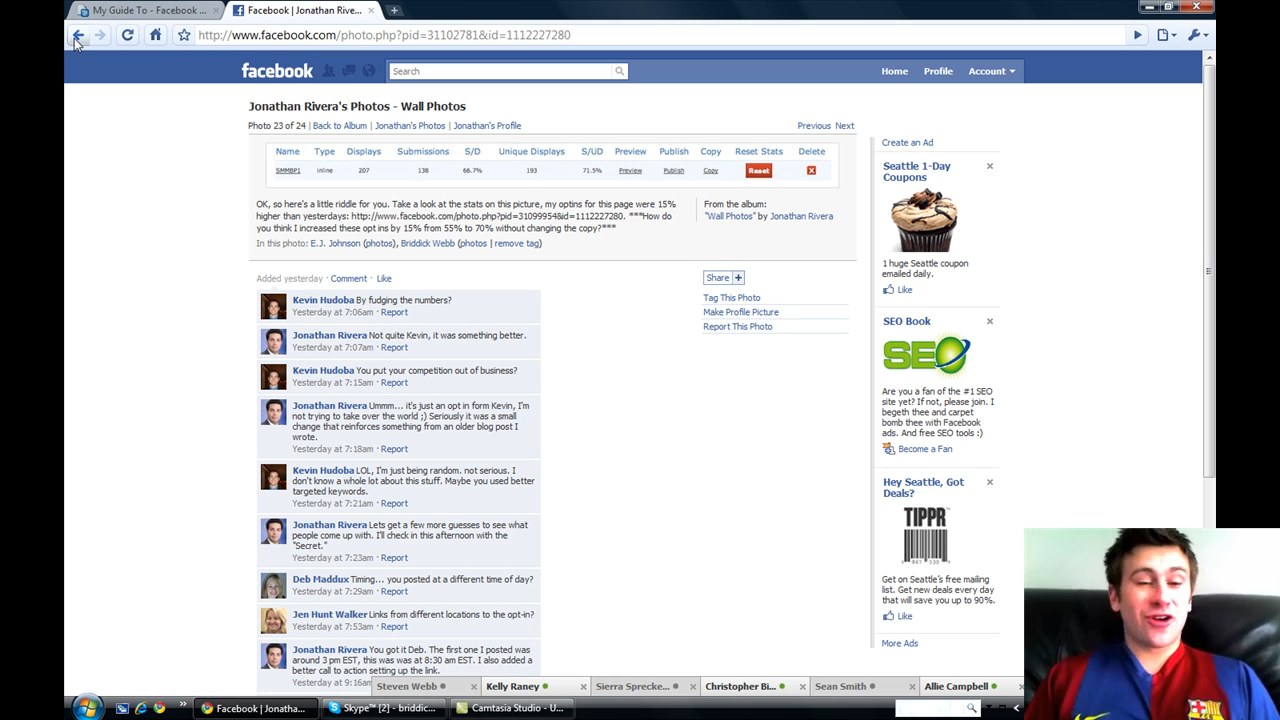 My Guide To - Facebook ...
Facebook | Jonathan Rive...
http://www.facebook.com/photo.php?pid=31102781&id=1112227280
facebook
Search
Home
Profile
Account
Jonathan Rivera's Photos - Wall Photos
Photo 23 of 24 | Back to Album | Jonathan's Photos | Jonathan's Profile
Previous Next
Name Type Displays Submissions S/D Unique Displays S/UD Preview Publish Copy Reset Stats Delete
SMMBP1 inline 207 138 66.7% 193 71.5% Preview Publish Copy Reset
OK, so here's a little riddle for you. Take a look at the stats on this picture, my optins for this page were 15%
higher than yesterdays: http://www.facebook.com/photo.php?pid=31099954&id=1112227280. ***How do
you think I increased these opt ins by 15% from 55% to 70% without changing the copy?***
In this photo: E.J. Johnson (photos), Briddick Webb (photos | remove tag)
From the album:
"Wall Photos" by Jonathan Rivera
Added yesterday · Comment · Like
Kevin Hudoba By fudging the numbers?
Yesterday at 7:06am · Report
Jonathan Rivera Not quite Kevin, it was something better.
Yesterday at 7:07am · Report
Kevin Hudoba You put your competition out of business?
Yesterday at 7:15am · Report
Jonathan Rivera Ummm... it's just an opt in form Kevin, I'm
not trying to take over the world ;) Seriously it was a small
change that reinforces something from an older blog post I
wrote.
Yesterday at 7:18am · Report
Kevin Hudoba LOL, I'm just being random. not serious. I
don't know a whole lot about this stuff. Maybe you used better
targeted keywords.
Yesterday at 7:21am · Report
Jonathan Rivera Lets get a few more guesses to see what
people come up with. I'll check in this afternoon with the
"Secret."
Yesterday at 7:23am · Report
Deb Maddux Timing... you posted at a different time of day?
Yesterday at 7:29am · Report
Jen Hunt Walker Links from different locations to the opt-in?
Yesterday at 7:53am · Report
Jonathan Rivera You got it Deb. The first one I posted was
around 3 pm EST, this was was at 8:30 am EST. I also added a
better call to action setting up the link.
Yesterday at 9:16am
Share +
Tag This Photo
Make Profile Picture
Report This Photo
Create an Ad
Seattle 1-Day
Coupons
1 huge Seattle coupon
emailed daily.
Like
SEO Book
SEO
Are you a fan of the #1 SEO
site yet? If not, please join. I
begeth thee and carpet
bomb thee with Facebook
ads. And free SEO tools :)
Become a Fan
Hey Seattle, Got
Deals?
TIPPR
Get on Seattle's free mailing
list. Get new deals every day
that will save you up to 90%.
Like
More Ads
Steven Webb
Kelly Raney
Sierra Sprecke...
Christopher Bi...
Sean Smith
Allie Campbell
Facebook | Jonatha...
Skype™ [2] - briddic...
Camtasia Studio - U...